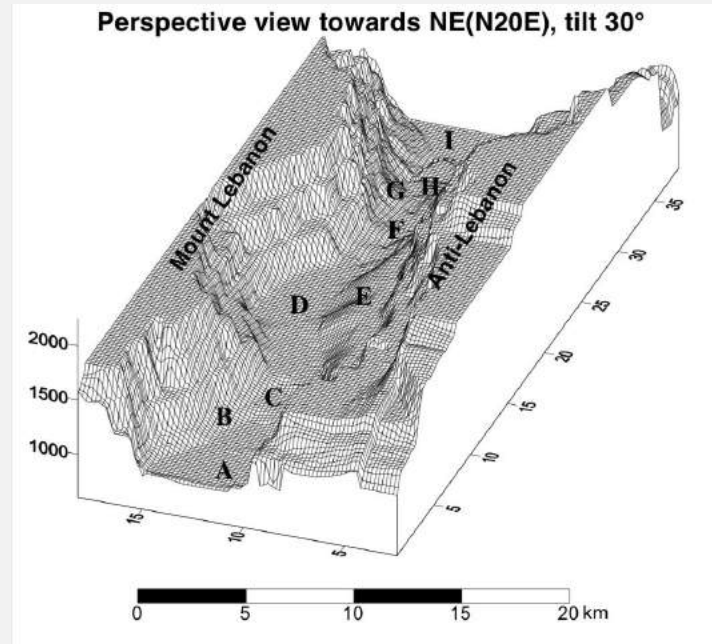 Perspective view towards NE(N20E), tilt 30°
Mount Lebanon
Anti-Lebanon
I
G
H
F
D
E
C
B
A
2000
1500
1000
15
10
5
5
10
15
20
25
30
35
0
5
10
15
20 km